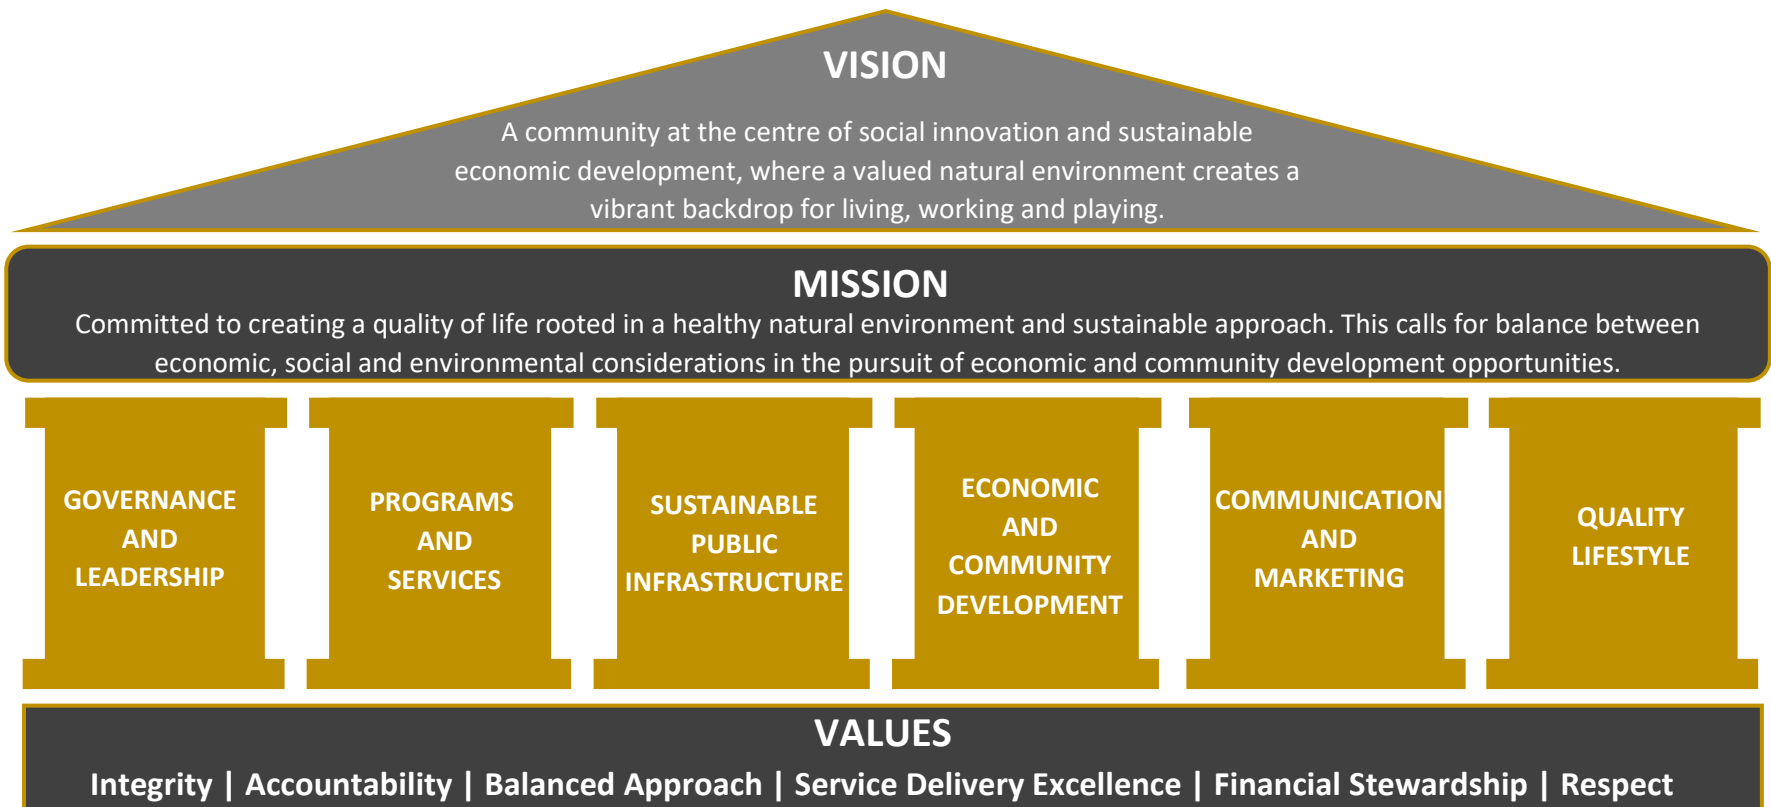 VISION
A community at the centre of social innovation and sustainable
economic development, where a valued natural environment creates a
vibrant backdrop for living, working and playing.
MISSION
Committed to creating a quality of life rooted in a healthy natural environment and sustainable approach. This calls for balance between
economic, social and environmental considerations in the pursuit of economic and community development opportunities.
GOVERNANCE
AND
LEADERSHIP
PROGRAMS
AND
SERVICES
SUSTAINABLE
PUBLIC
INFRASTRUCTURE
ECONOMIC
AND
COMMUNITY
DEVELOPMENT
COMMUNICATION
AND
MARKETING
QUALITY
LIFESTYLE
VALUES
Integrity | Accountability | Balanced Approach | Service Delivery Excellence | Financial Stewardship | Respect